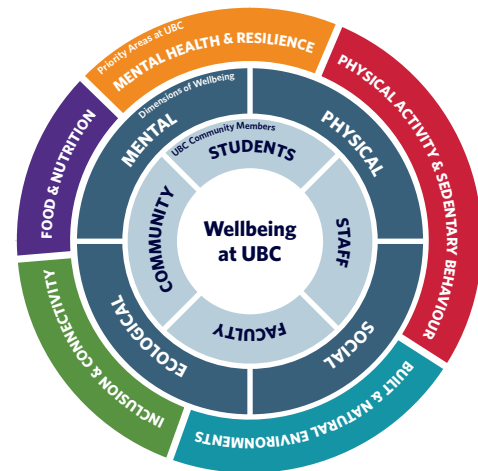 Priority Areas at UBC
MENTAL HEALTH & RESILIENCE
PHYSICAL ACTIVITY & SEDENTARY BEHAVIOUR
BUILT & NATURAL ENVIRONMENTS
INCLUSION & CONNECTIVITY
FOOD & NUTRITION
Dimensions of Wellbeing
MENTAL
PHYSICAL
SOCIAL
ECOLOGICAL
UBC Community Members
STUDENTS
STAFF
FACULTY
COMMUNITY
Wellbeing
at UBC